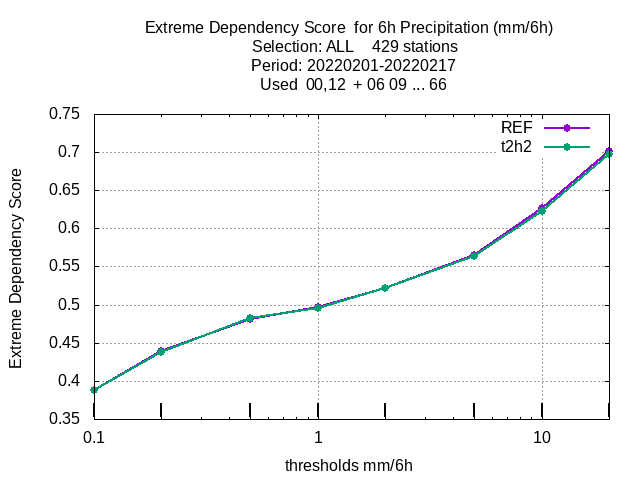 Extreme Dependency Score  for 6h Precipitation (mm/6h)
Selection: ALL    429 stations
Period: 20220201-20220217
Used  00,12  + 06 09 ... 66
REF
t2h2
0.75
0.7
0.65
0.6
0.55
0.5
0.45
0.4
0.35
Extreme Dependency Score
0.1
1
10
thresholds mm/6h